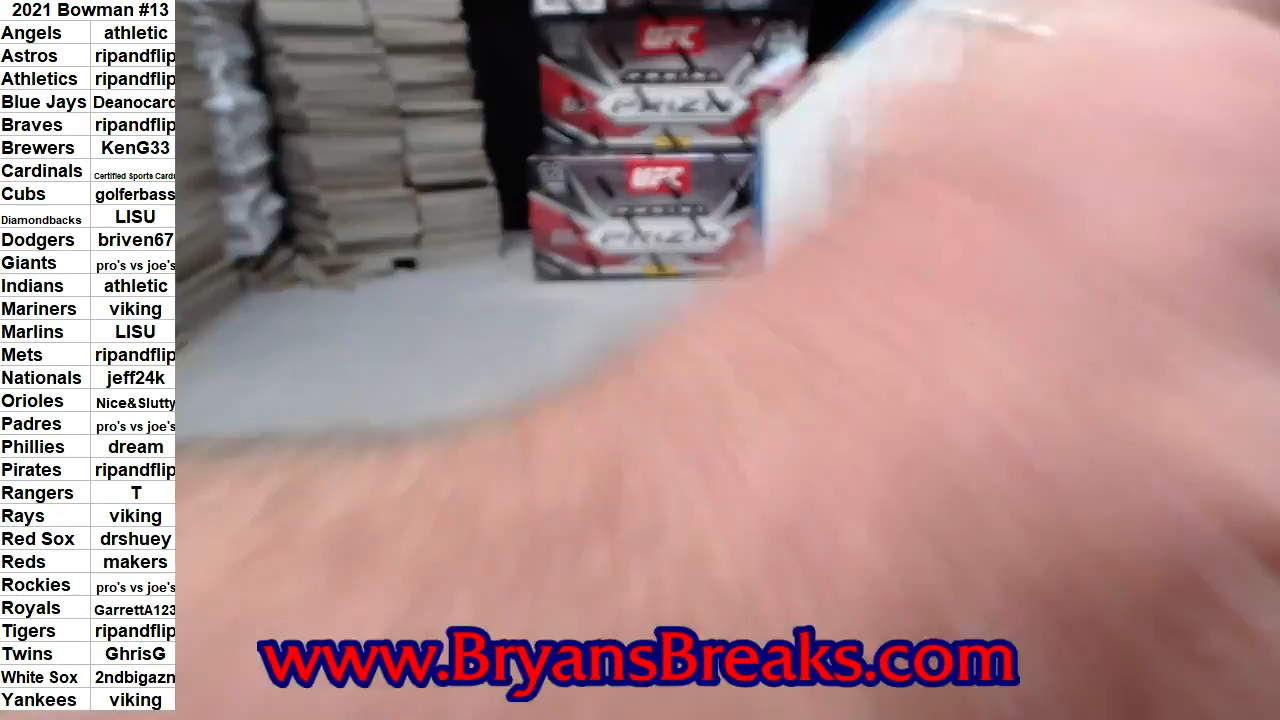 2021 Bowman #13
Angels athletic
Astros ripandflip
Athletics ripandflip
Blue Jays Deanocard
Braves ripandflip
Brewers KenG33
Cardinals Certified Sports Cards
Cubs golferbass
Diamondbacks LISU
Dodgers briven67
Giants pro's vs joe's
Indians athletic
Mariners viking
Marlins LISU
Mets ripandflip
Nationals jeff24k
Orioles Nice&Slutty
Padres pro's vs joe's
Phillies dream
Pirates ripandflip
Rangers T
Rays viking
Red Sox drshuey
Reds makers
Rockies pro's vs joe's
Royals GarrettA123
Tigers ripandflip
Twins GhrisG
White Sox 2ndbigazn
Yankees viking
UFC
PANINI
PRIZM
UFC
PANINI
PRIZM
www.BryansBreaks.com